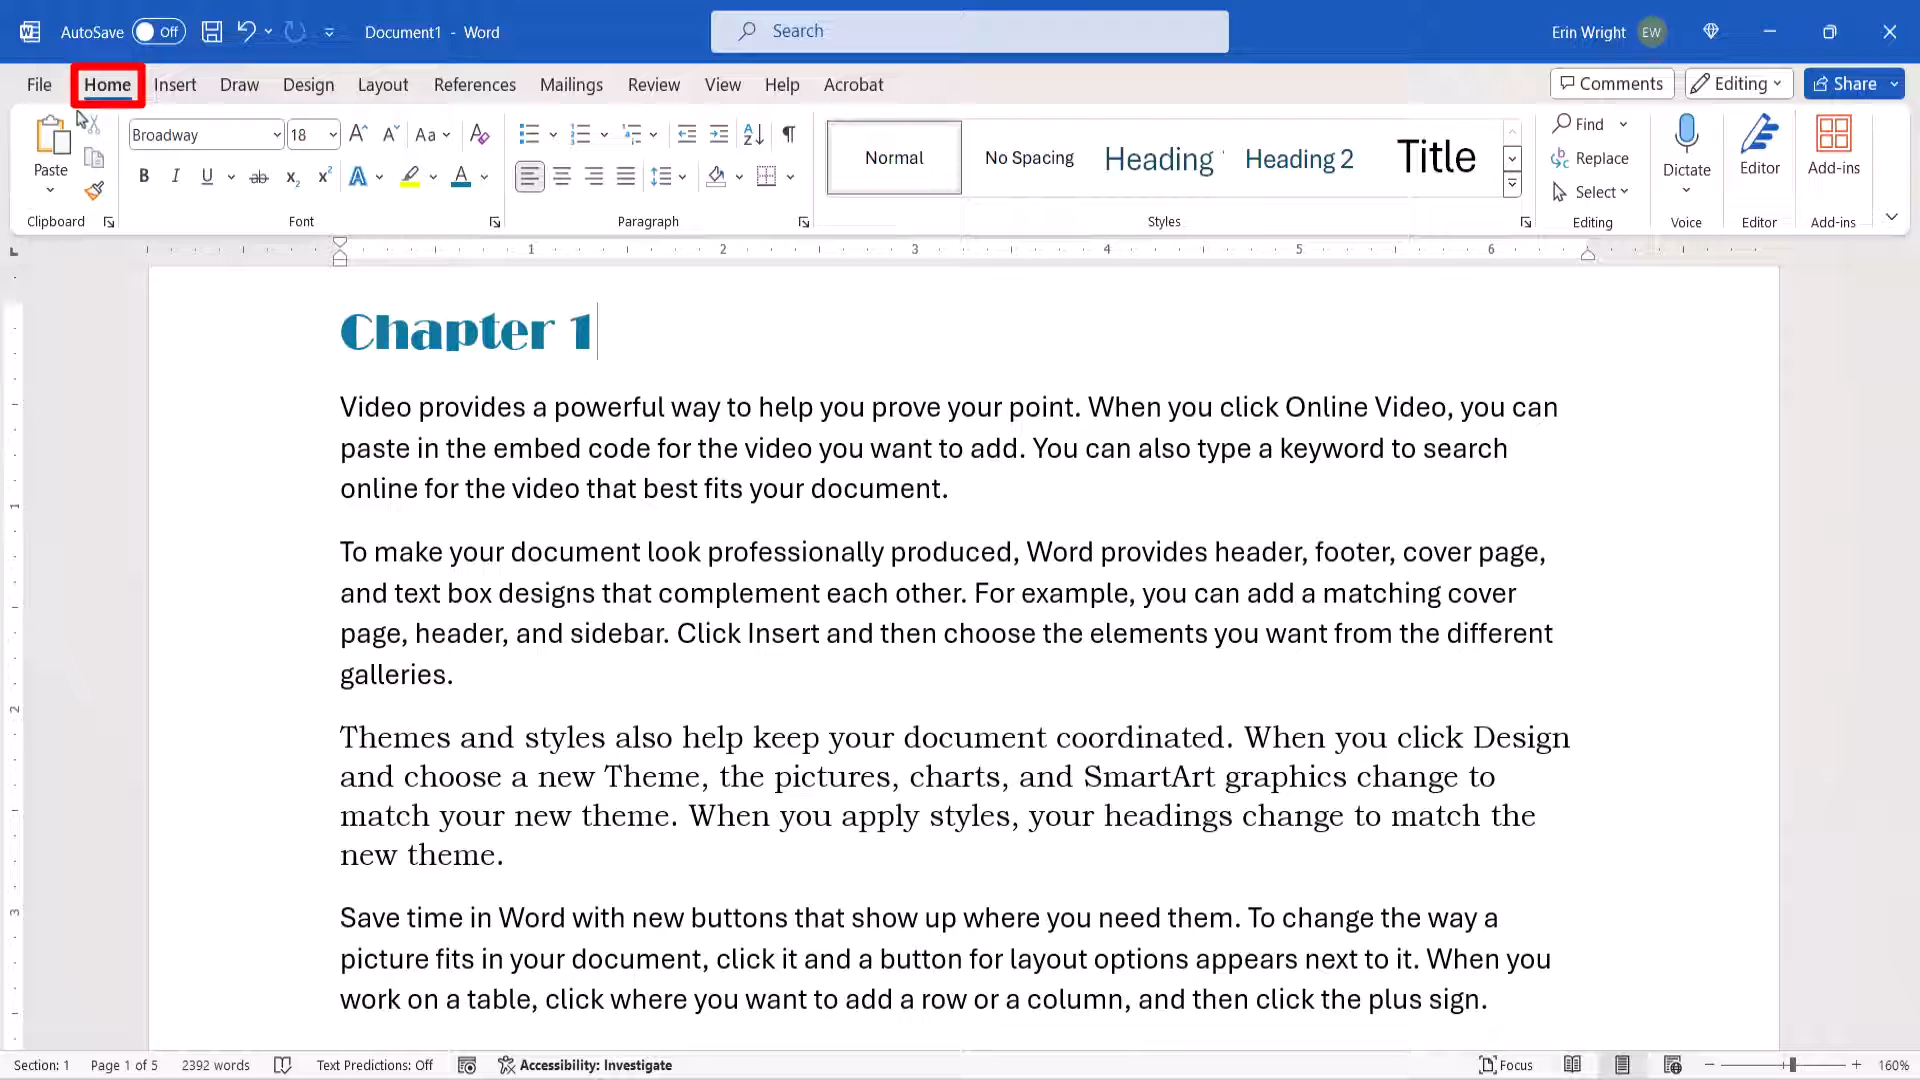 AutoSave Off Document1 - Word Search Erin Wright EW
File Home Insert Draw Design Layout References Mailings Review View Help Acrobat Comments Editing Share
Paste
Clipboard
Broadway 18 Aa
B I U ab x₂ x² A A
Font
Paragraph
Normal No Spacing Heading Heading 2 Title
Styles
Find
Replace
Select
Editing
Dictate
Voice
Editor
Editor
Add-ins
Add-ins
1 2 3 4 5 6
Chapter 1
Video provides a powerful way to help you prove your point. When you click Online Video, you can
paste in the embed code for the video you want to add. You can also type a keyword to search
online for the video that best fits your document.
To make your document look professionally produced, Word provides header, footer, cover page,
and text box designs that complement each other. For example, you can add a matching cover
page, header, and sidebar. Click Insert and then choose the elements you want from the different
galleries.
Themes and styles also help keep your document coordinated. When you click Design
and choose a new Theme, the pictures, charts, and SmartArt graphics change to
match your new theme. When you apply styles, your headings change to match the
new theme.
Save time in Word with new buttons that show up where you need them. To change the way a
picture fits in your document, click it and a button for layout options appears next to it. When you
work on a table, click where you want to add a row or a column, and then click the plus sign.
1
2
3
Section: 1 Page 1 of 5 2392 words Text Predictions: Off Accessibility: Investigate Focus 160%